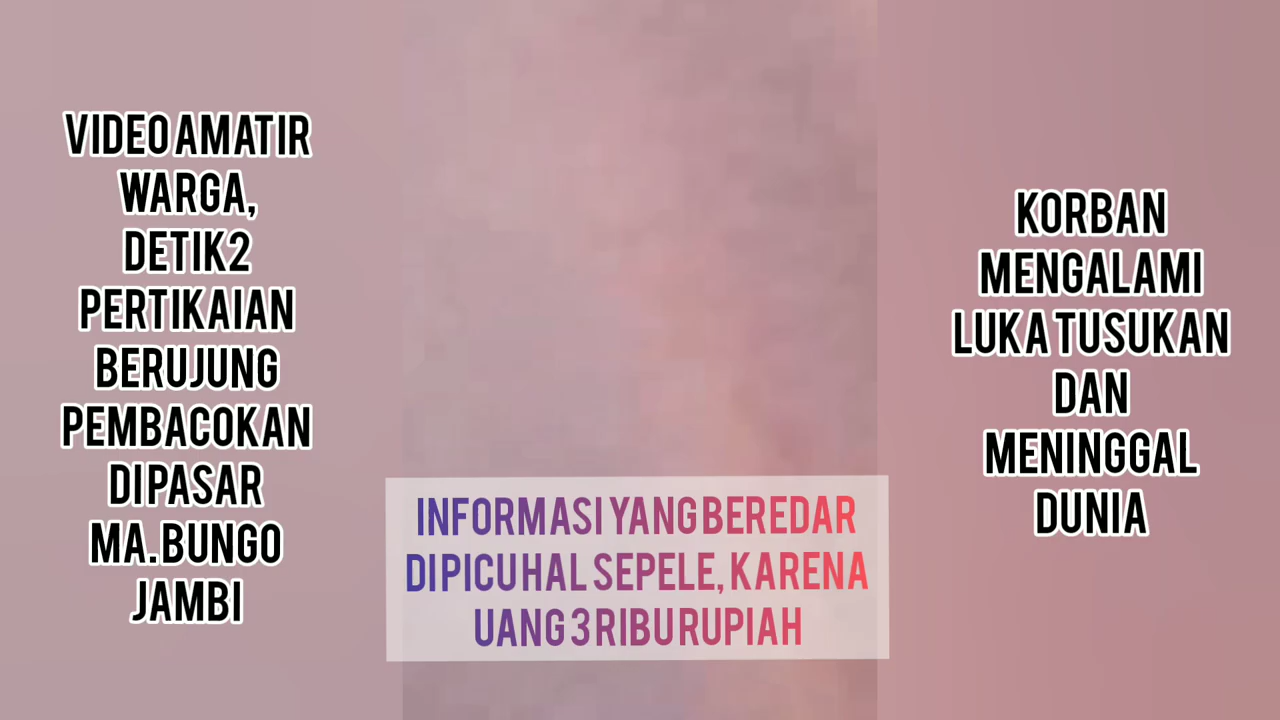 VIDEO AMATIR
WARGA,
DETIK2
PERTIKAIAN
BERUJUNG
PEMBACOKAN
DIPASAR
MA.BUNGO
JAMBI
INFORMASI YANG BEREDAR
DIPICU HAL SEPELE, KARENA
UANG 3 RIBU RUPIAH
KORBAN
MENGALAMI
LUKA TUSUKAN
DAN
MENINGGAL
DUNIA